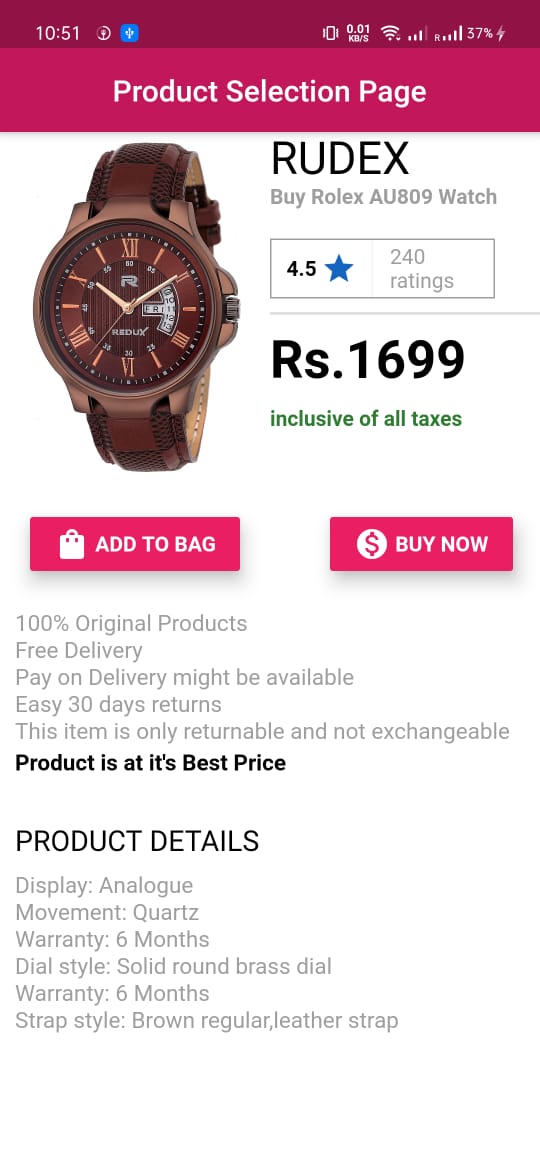 10:51
0.01
KB/S
R
37%
Product Selection Page
RUDEX
Buy Rolex AU809 Watch
4.5
240
ratings
Rs.1699
inclusive of all taxes
XII
60
55
05
R
45
FRI
REDUX
35
30
25
VI
ADD TO BAG
$ BUY NOW
100% Original Products
Free Delivery
Pay on Delivery might be available
Easy 30 days returns
This item is only returnable and not exchangeable
Product is at it's Best Price
PRODUCT DETAILS
Display: Analogue
Movement: Quartz
Warranty: 6 Months
Dial style: Solid round brass dial
Warranty: 6 Months
Strap style: Brown regular,leather strap